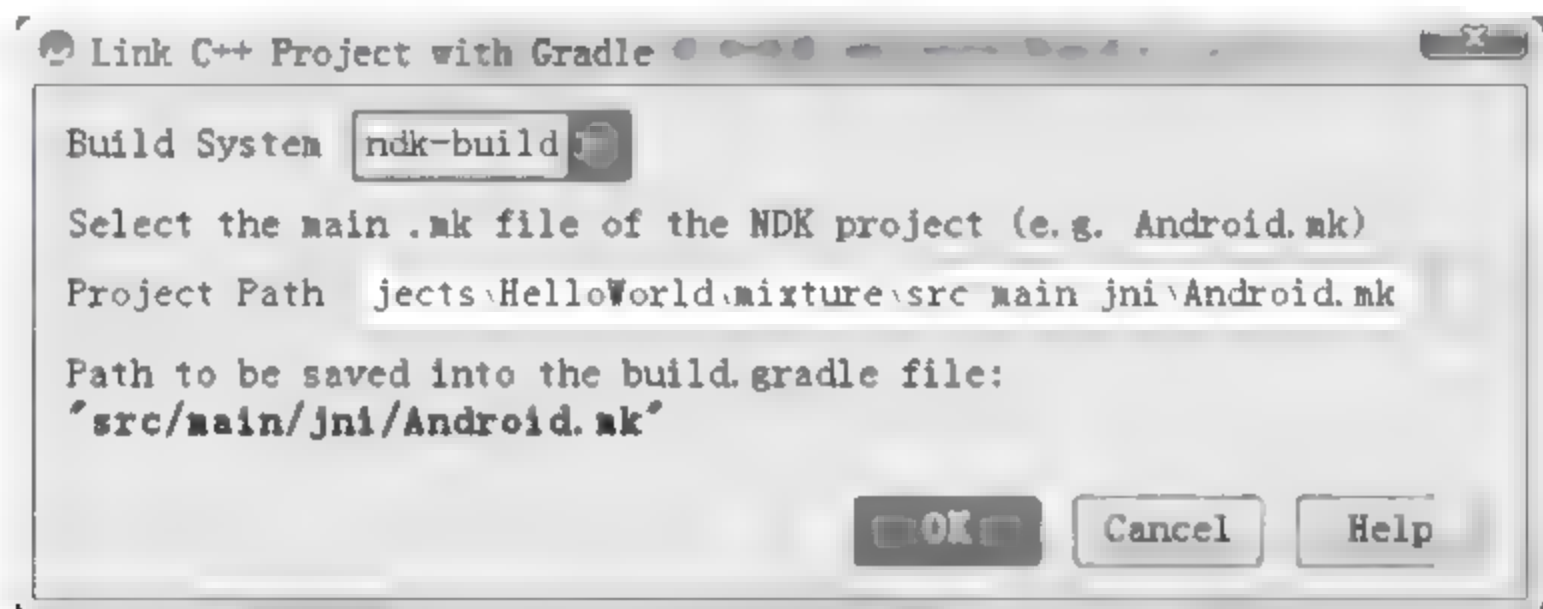 Link C++ Project with Gradle
Build System ndk-build
Select the main .mk file of the NDK project (e.g. Android.mk)
Project Path jects\HelloWorld\mixture\src main jni\Android.mk
Path to be saved into the build.gradle file:
"src/main/jni/Android.mk"
OK Cancel Help